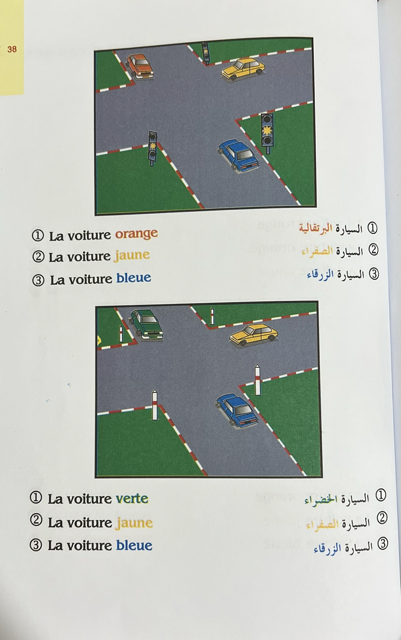 38
① La voiture orange
① السيارة البرتقالية
② La voiture jaune
② السيارة الصفراء
③ La voiture bleue
③ السيارة الزرقاء
① La voiture verte
① السيارة الخضراء
② La voiture jaune
② السيارة الصفراء
③ La voiture bleue
③ السيارة الزرقاء